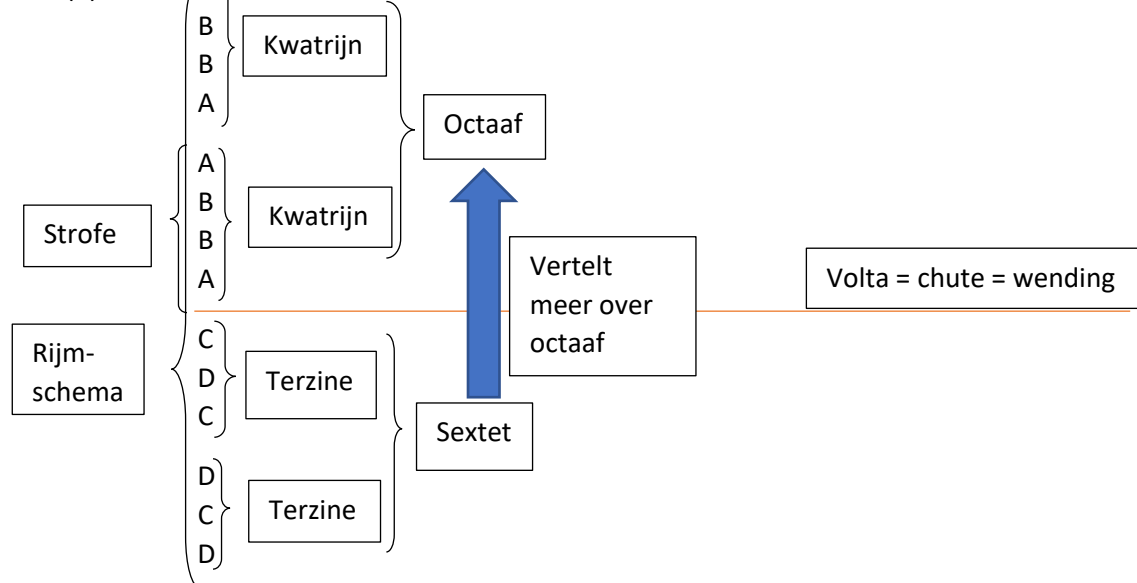 B
B
A
Kwatrijn
Octaaf
A
B
B
A
Kwatrijn
Strofe
Vertelt
meer over
octaaf
Volta = chute = wending
Rijm-
schema
C
D
C
Terzine
Sextet
D
C
D
Terzine